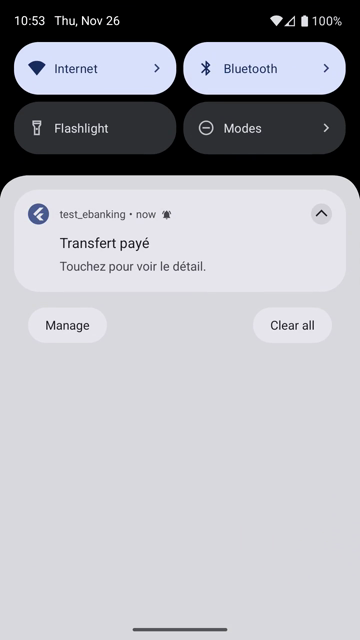 10:53 Thu, Nov 26 100%
Internet Bluetooth
Flashlight Modes
test_ebanking • now
Transfert payé
Touchez pour voir le détail.
Manage Clear all